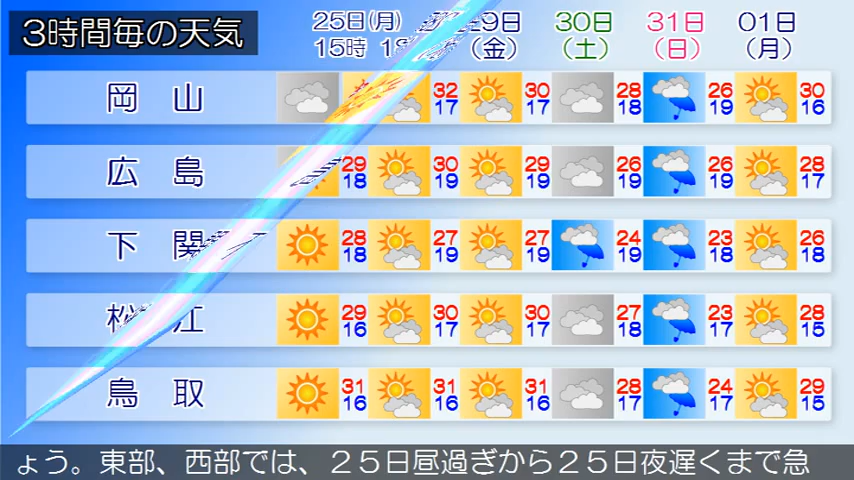 3時間毎の天気
25日(月) 29日 30日 31日 01日
15時 (金) (土) (日) (月)
岡 山 32 30 28 26 30
17 17 18 19 16
広 島 29 30 29 26 26 28
18 19 19 19 19 17
下 関 28 27 27 24 23 26
18 19 19 19 18 18
松 江 29 30 30 27 23 28
16 17 17 18 17 15
鳥 取 31 31 31 28 24 29
16 16 16 17 17 15
ょう。東部、西部では、２５日昼過ぎから２５日夜遅くまで急